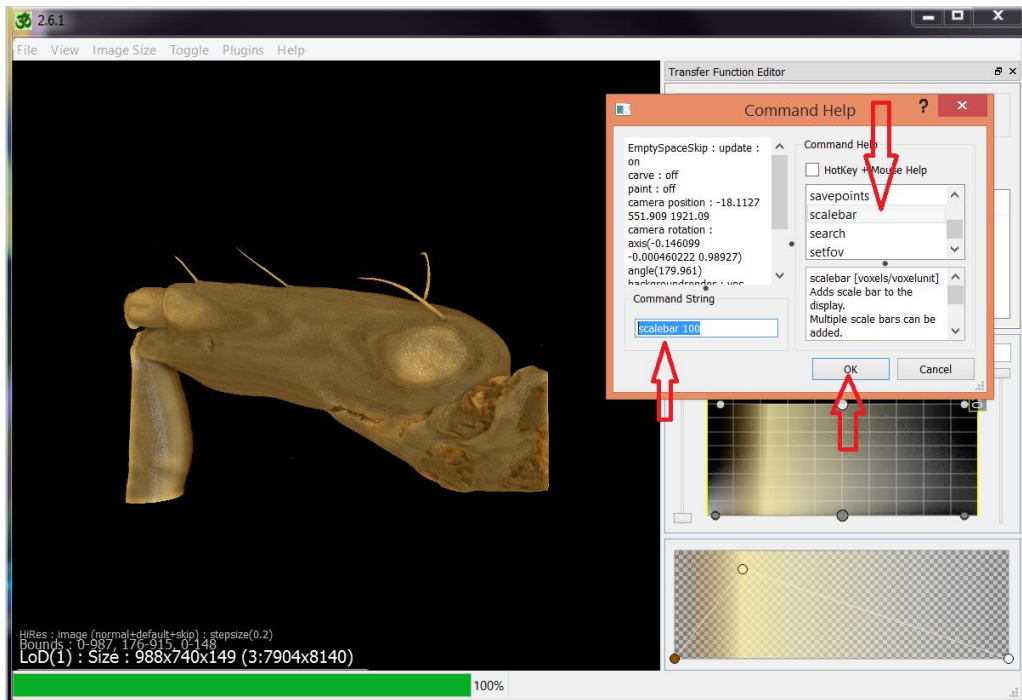 2.6.1
File View Image Size Toggle Plugins Help
Transfer Function Editor
Command Help
?
EmptySpaceSkip : update :
on
carve : off
paint : off
camera position : -18.1127
551.909 1921.09
camera rotation :
axis(-0.146099
-0.000460222 0.98927)
angle(179.961)
backgroundrender : yes
Command String
scalebar 100
Command Help
HotKey + Mouse Help
savepoints
scalebar
search
setfov
scalebar [voxels/voxelunit]
Adds scale bar to the
display.
Multiple scale bars can be
added.
OK Cancel
HiRes : image (normal+default+skip) : stepsize(0.2)
Bounds : 0-987, 176-915, 0-148
LoD(1) : Size : 988x740x149 (3:7904x8140)
100%